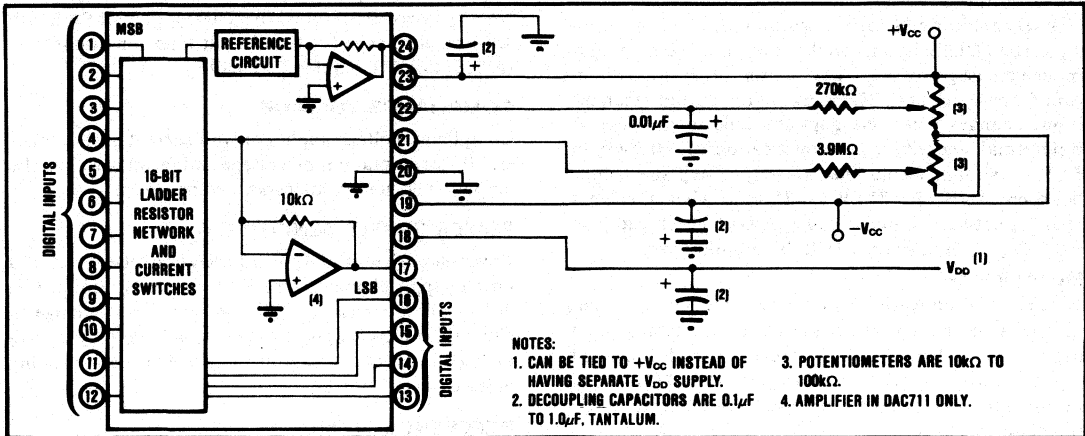 MSB
REFERENCE
CIRCUIT
DIGITAL INPUTS
1
2
3
4
5
6
7
8
9
10
11
12
16-BIT
LADDER
RESISTOR
NETWORK
AND
CURRENT
SWITCHES
10kΩ
(4)
LSB
24
23
22
21
20
19
18
17
16
15
14
13
DIGITAL INPUTS
(2)
+
+VCC
270kΩ
(3)
0.01µF
+
3.9MΩ
(3)
+
(2)
−VCC
VDD (1)
+
(2)
NOTES:
1. CAN BE TIED TO +VCC INSTEAD OF
HAVING SEPARATE VDD SUPPLY.
2. DECOUPLING CAPACITORS ARE 0.1µF
TO 1.0µF, TANTALUM.
3. POTENTIOMETERS ARE 10kΩ TO
100kΩ.
4. AMPLIFIER IN DAC711 ONLY.